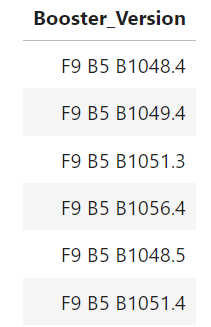 Booster_Version
F9 B5 B1048.4
F9 B5 B1049.4
F9 B5 B1051.3
F9 B5 B1056.4
F9 B5 B1048.5
F9 B5 B1051.4